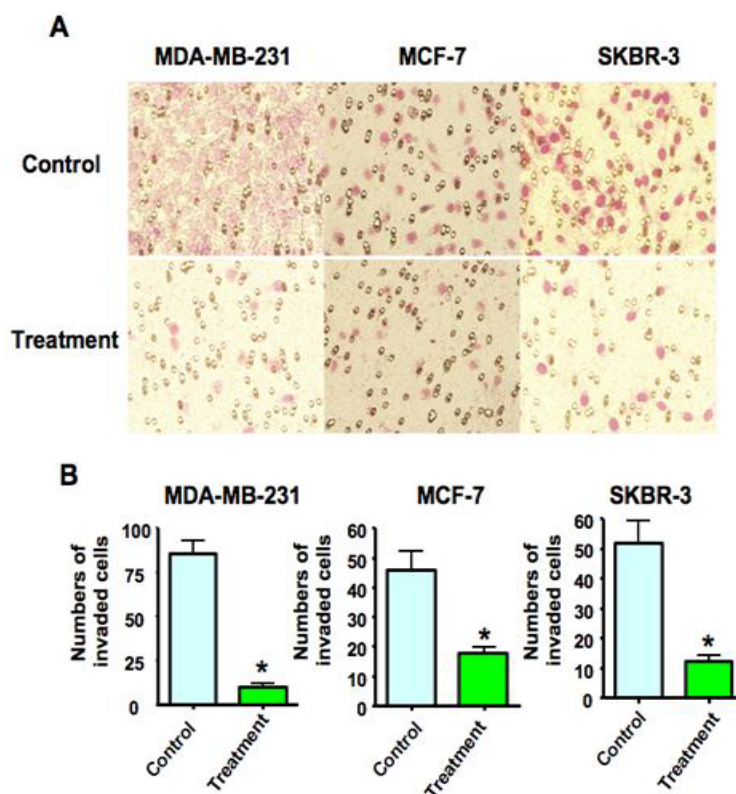 A
MDA-MB-231 MCF-7 SKBR-3
Control
Treatment
B
MDA-MB-231
Numbers of
invaded cells
100
75
50
25
0
*
Control
Treatment
MCF-7
Numbers of
invaded cells
50
40
30
20
10
0
*
Control
Treatment
SKBR-3
Numbers of
invaded cells
60
50
40
30
20
10
0
*
Control
Treatment